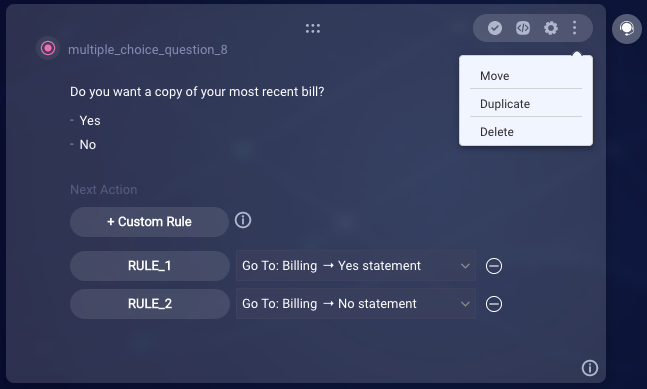 multiple_choice_question_8
Move
Duplicate
Delete
Do you want a copy of your most recent bill?
- Yes
- No
Next Action
+ Custom Rule
RULE_1
Go To: Billing → Yes statement
RULE_2
Go To: Billing → No statement